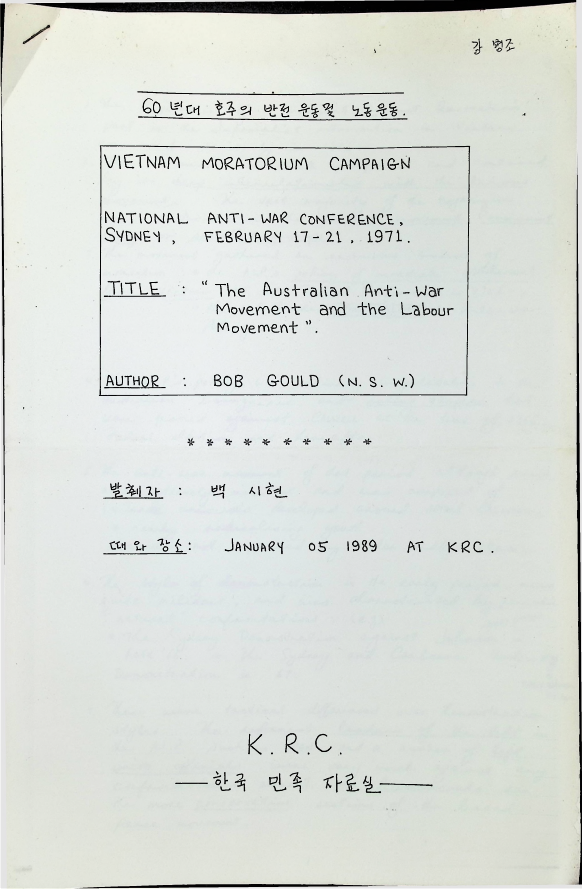 강 병조
60 년대 호주의 반전 운동및 노동운동.
VIETNAM MORATORIUM CAMPAIGN
NATIONAL ANTI-WAR CONFERENCE,
SYDNEY, FEBRUARY 17-21, 1971.
TITLE : "The Australian Anti-War
Movement and the Labour
Movement".
AUTHOR : BOB GOULD (N.S.W.)
* * * * * * * * * *
발췌자 : 백 시현
때와 장소: JANUARY 05 1989 AT KRC.
K.R.C.
한국 민족 자료실